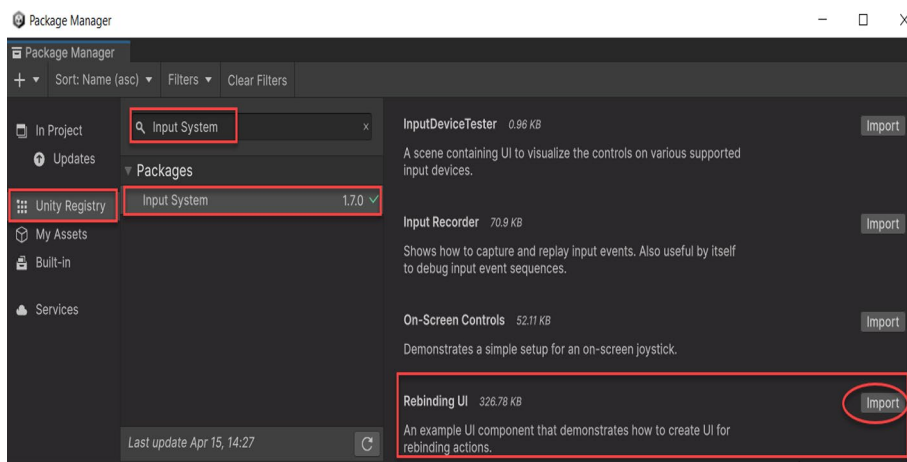 Package Manager
Package Manager
Sort: Name (asc)
Filters
Clear Filters
In Project
Updates
Unity Registry
My Assets
Built-in
Services
Input System
Packages
Input System 1.7.0
Last update Apr 15, 14:27
InputDeviceTester 0.96 KB Import
A scene containing UI to visualize the controls on various supported
input devices.
Input Recorder 70.9 KB Import
Shows how to capture and replay input events. Also useful by itself
to debug input event sequences.
On-Screen Controls 52.11 KB Import
Demonstrates a simple setup for an on-screen joystick.
Rebinding UI 326.78 KB Import
An example UI component that demonstrates how to create UI for
rebinding actions.